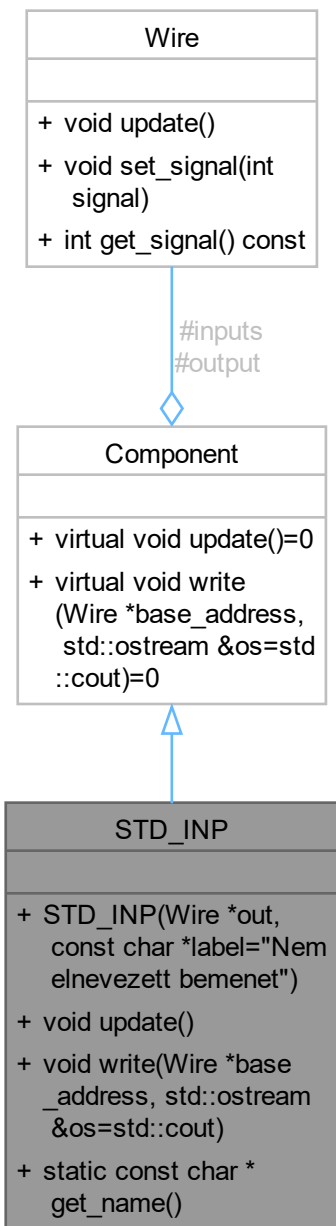 Wire
+ void update()
+ void set_signal(int
signal)
+ int get_signal() const
#inputs
#output
Component
+ virtual void update()=0
+ virtual void write
(Wire *base_address,
std::ostream &os=std
::cout)=0
STD_INP
+ STD_INP(Wire *out,
const char *label="Nem
elnevezett bemenet")
+ void update()
+ void write(Wire *base
_address, std::ostream
&os=std::cout)
+ static const char *
get_name()